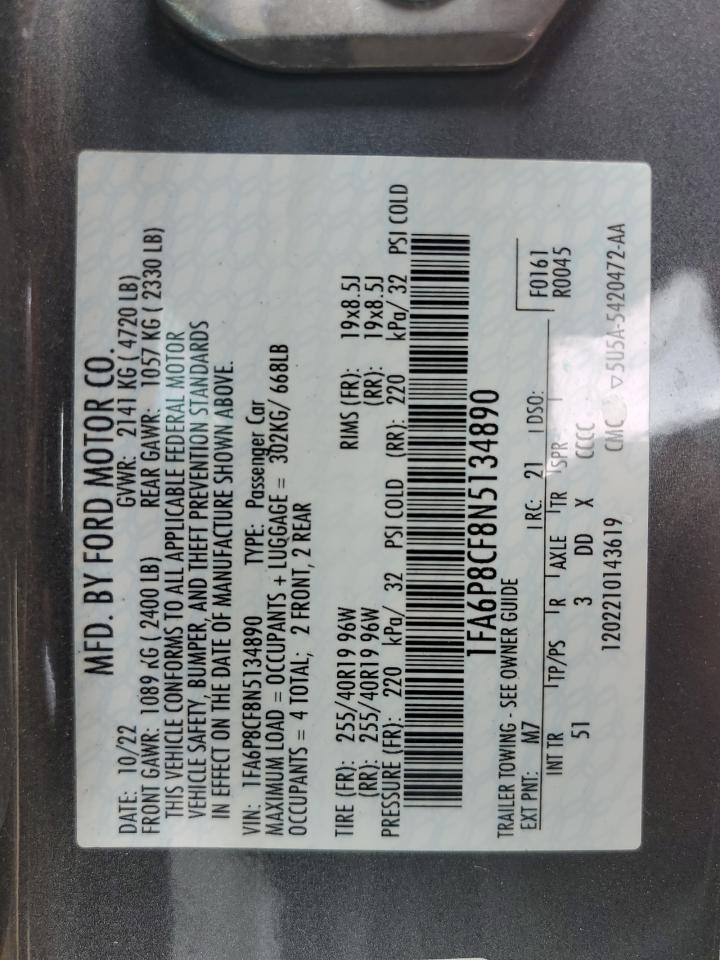 MFD. BY FORD MOTOR CO.
DATE: 10/22 GVWR: 2141 KG ( 4720 LB)
FRONT GAWR: 1089 KG ( 2400 LB) REAR GAWR: 1057 KG ( 2330 LB)
THIS VEHICLE CONFORMS TO ALL APPLICABLE FEDERAL MOTOR
VEHICLE SAFETY, BUMPER, AND THEFT PREVENTION STANDARDS
IN EFFECT ON THE DATE OF MANUFACTURE SHOWN ABOVE.
VIN: 1FA6P8CF8N5134890 TYPE: Passenger Car
MAXIMUM LOAD = OCCUPANTS + LUGGAGE = 302KG/ 668LB
OCCUPANTS = 4 TOTAL; 2 FRONT, 2 REAR
TIRE (FR): 255/40R19 96W RIMS (FR): 19x8.5J
(RR): 255/40R19 96W (RR): 19x8.5J
PRESSURE (FR): 220 kPa/ 32 PSI COLD (RR): 220 kPa/ 32 PSI COLD
1FA6P8CF8N5134890
TRAILER TOWING - SEE OWNER GUIDE
EXT PNT: M7 RC: 21 DSO: F0161
R0045
INT TR TP/PS R AXLE TR SPR
51 3 DD X CCCC
1202210143619 CMC ▽5U5A-5420472-AA